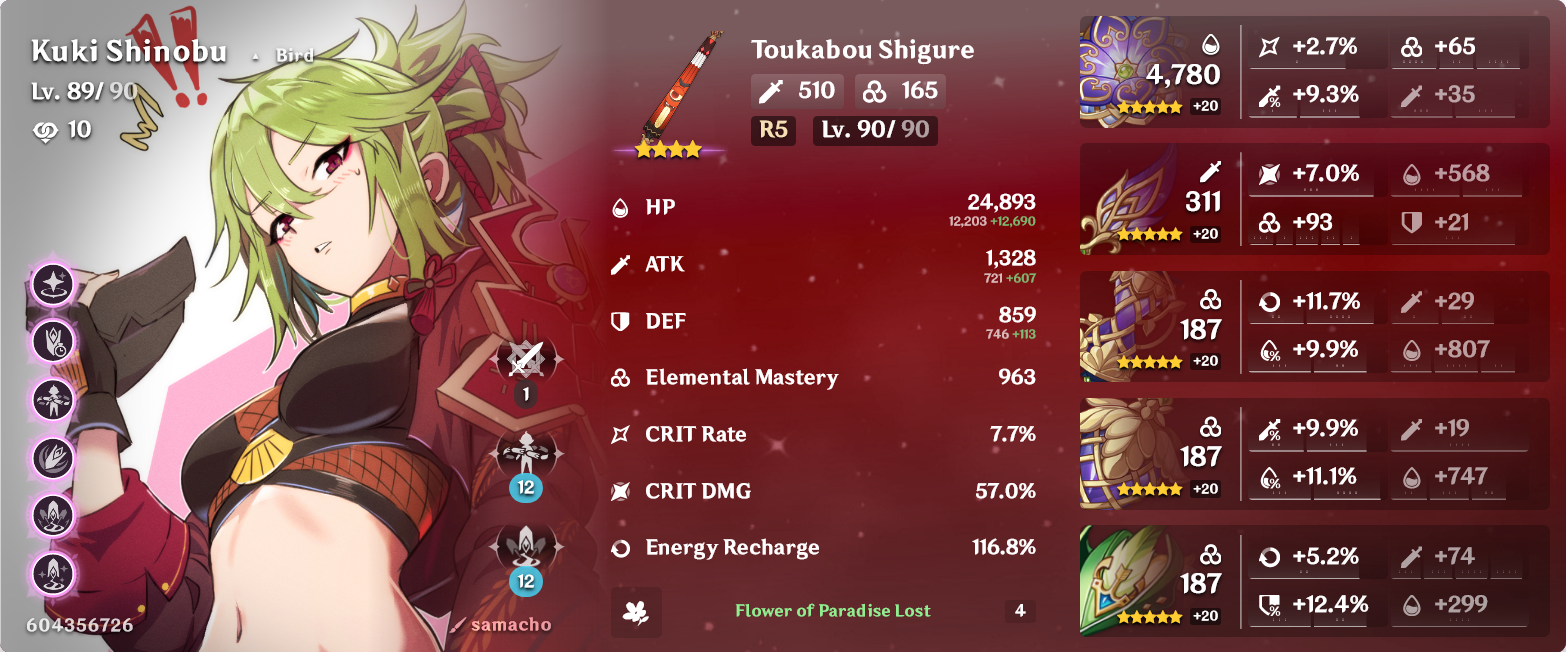 Kuki Shinobu · Bird
Lv. 89/ 90
10
1
12
12
604356726
samacho
Toukabou Shigure
510 165
R5 Lv. 90/ 90
HP 24,893
12,203 +12,690
ATK 1,328
721 +607
DEF 859
746 +113
Elemental Mastery 963
CRIT Rate 7.7%
CRIT DMG 57.0%
Energy Recharge 116.8%
Flower of Paradise Lost 4
4,780
+20
+2.7% +65
+9.3% +35
311
+20
+7.0% +568
+93 +21
187
+20
+11.7% +29
+9.9% +807
187
+20
+9.9% +19
+11.1% +747
187
+20
+5.2% +74
+12.4% +299